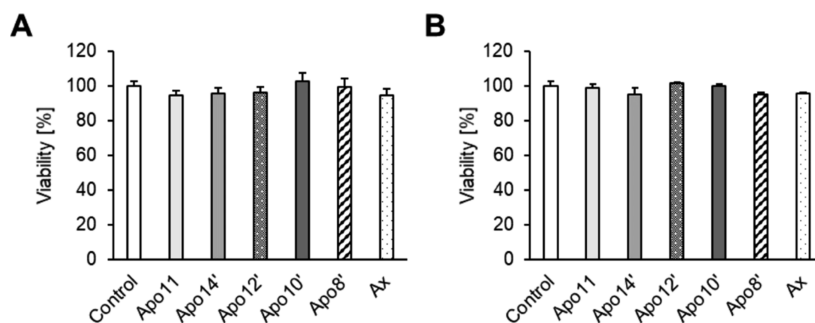 A
120
100
80
60
40
20
0
Viability [%]
Control
Apo11
Apo14'
Apo12'
Apo10'
Apo8'
Ax
B
120
100
80
60
40
20
0
Viability [%]
Control
Apo11
Apo14'
Apo12'
Apo10'
Apo8'
Ax